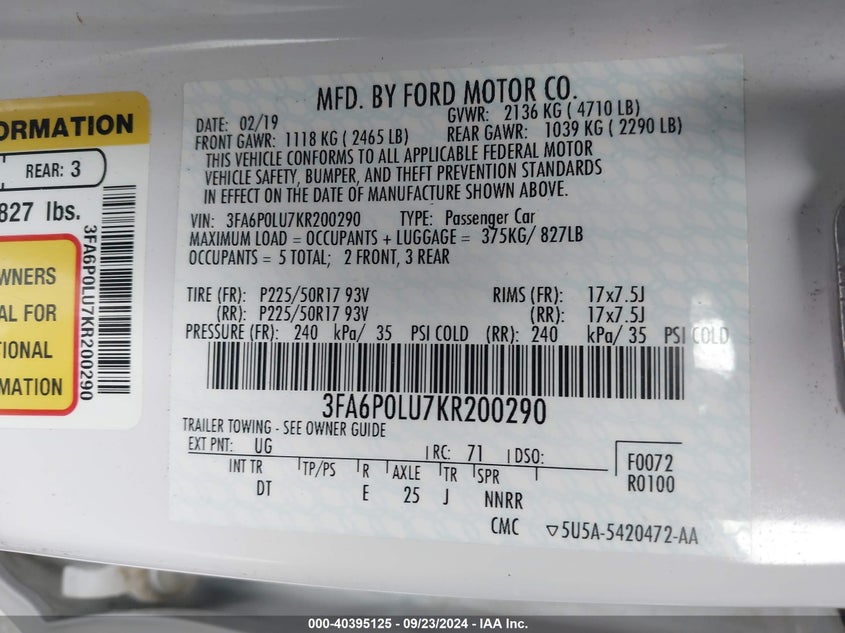 ORMATION
REAR: 3
827 lbs.
3FA6P0LU7KR200290
WNERS
AL FOR
TIONAL
RMATION
MFD. BY FORD MOTOR CO.
DATE: 02/19 GVWR: 2136 KG ( 4710 LB)
FRONT GAWR: 1118 KG ( 2465 LB) REAR GAWR: 1039 KG ( 2290 LB)
THIS VEHICLE CONFORMS TO ALL APPLICABLE FEDERAL MOTOR
VEHICLE SAFETY, BUMPER, AND THEFT PREVENTION STANDARDS
IN EFFECT ON THE DATE OF MANUFACTURE SHOWN ABOVE.
VIN: 3FA6P0LU7KR200290 TYPE: Passenger Car
MAXIMUM LOAD = OCCUPANTS + LUGGAGE = 375KG/ 827LB
OCCUPANTS = 5 TOTAL; 2 FRONT, 3 REAR
TIRE (FR): P225/50R17 93V RIMS (FR): 17x7.5J
(RR): P225/50R17 93V (RR): 17x7.5J
PRESSURE (FR): 240 kPa/ 35 PSI COLD (RR): 240 kPa/ 35 PSI COLD
3FA6P0LU7KR200290
TRAILER TOWING - SEE OWNER GUIDE
EXT PNT: UG RC: 71 DSO: F0072
INT TR TP/PS R AXLE TR SPR R0100
DT E 25 J NNRR
CMC ▽5U5A-5420472-AA
000-40395125 - 09/23/2024 - IAA Inc.